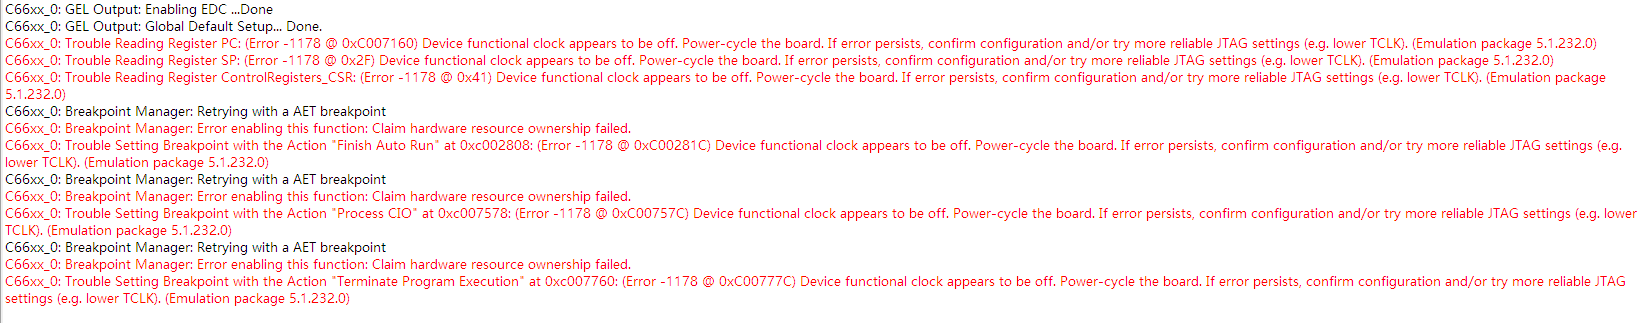 C66xx_0: GEL Output: Enabling EDC ...Done
C66xx_0: GEL Output: Global Default Setup... Done.
C66xx_0: Trouble Reading Register PC: (Error -1178 @ 0xC007160) Device functional clock appears to be off. Power-cycle the board. If error persists, confirm configuration and/or try more reliable JTAG settings (e.g. lower TCLK). (Emulation package 5.1.232.0)
C66xx_0: Trouble Reading Register SP: (Error -1178 @ 0x2F) Device functional clock appears to be off. Power-cycle the board. If error persists, confirm configuration and/or try more reliable JTAG settings (e.g. lower TCLK). (Emulation package 5.1.232.0)
C66xx_0: Trouble Reading Register ControlRegisters_CSR: (Error -1178 @ 0x41) Device functional clock appears to be off. Power-cycle the board. If error persists, confirm configuration and/or try more reliable JTAG settings (e.g. lower TCLK). (Emulation package
5.1.232.0)
C66xx_0: Breakpoint Manager: Retrying with a AET breakpoint
C66xx_0: Breakpoint Manager: Error enabling this function: Claim hardware resource ownership failed.
C66xx_0: Trouble Setting Breakpoint with the Action "Finish Auto Run" at 0xc002808: (Error -1178 @ 0xC00281C) Device functional clock appears to be off. Power-cycle the board. If error persists, confirm configuration and/or try more reliable JTAG settings (e.g.
lower TCLK). (Emulation package 5.1.232.0)
C66xx_0: Breakpoint Manager: Retrying with a AET breakpoint
C66xx_0: Breakpoint Manager: Error enabling this function: Claim hardware resource ownership failed.
C66xx_0: Trouble Setting Breakpoint with the Action "Process CIO" at 0xc007578: (Error -1178 @ 0xC00757C) Device functional clock appears to be off. Power-cycle the board. If error persists, confirm configuration and/or try more reliable JTAG settings (e.g. lower
TCLK). (Emulation package 5.1.232.0)
C66xx_0: Breakpoint Manager: Retrying with a AET breakpoint
C66xx_0: Breakpoint Manager: Error enabling this function: Claim hardware resource ownership failed.
C66xx_0: Trouble Setting Breakpoint with the Action "Terminate Program Execution" at 0xc007760: (Error -1178 @ 0xC00777C) Device functional clock appears to be off. Power-cycle the board. If error persists, confirm configuration and/or try more reliable JTAG
settings (e.g. lower TCLK). (Emulation package 5.1.232.0)